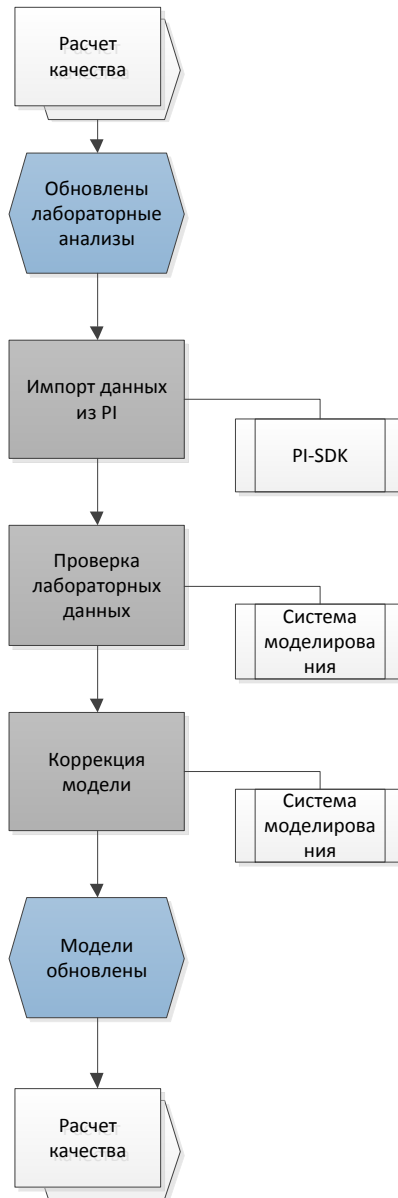 Расчет
качества
Обновлены
лабораторные
анализы
Импорт данных
из PI
PI-SDK
Проверка
лабораторных
данных
Система
моделирова
ния
Коррекция
модели
Система
моделирова
ния
Модели
обновлены
Расчет
качества